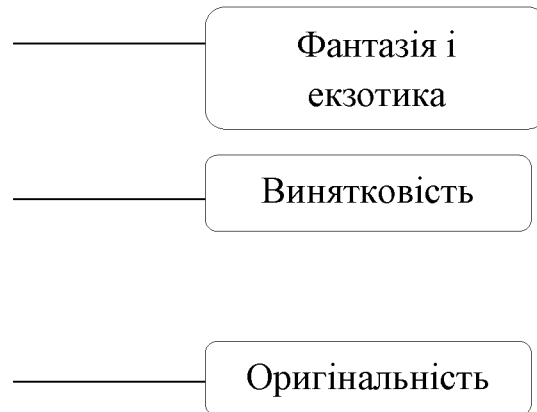 Фантазія і
екзотика
Винятковість
Оригінальність